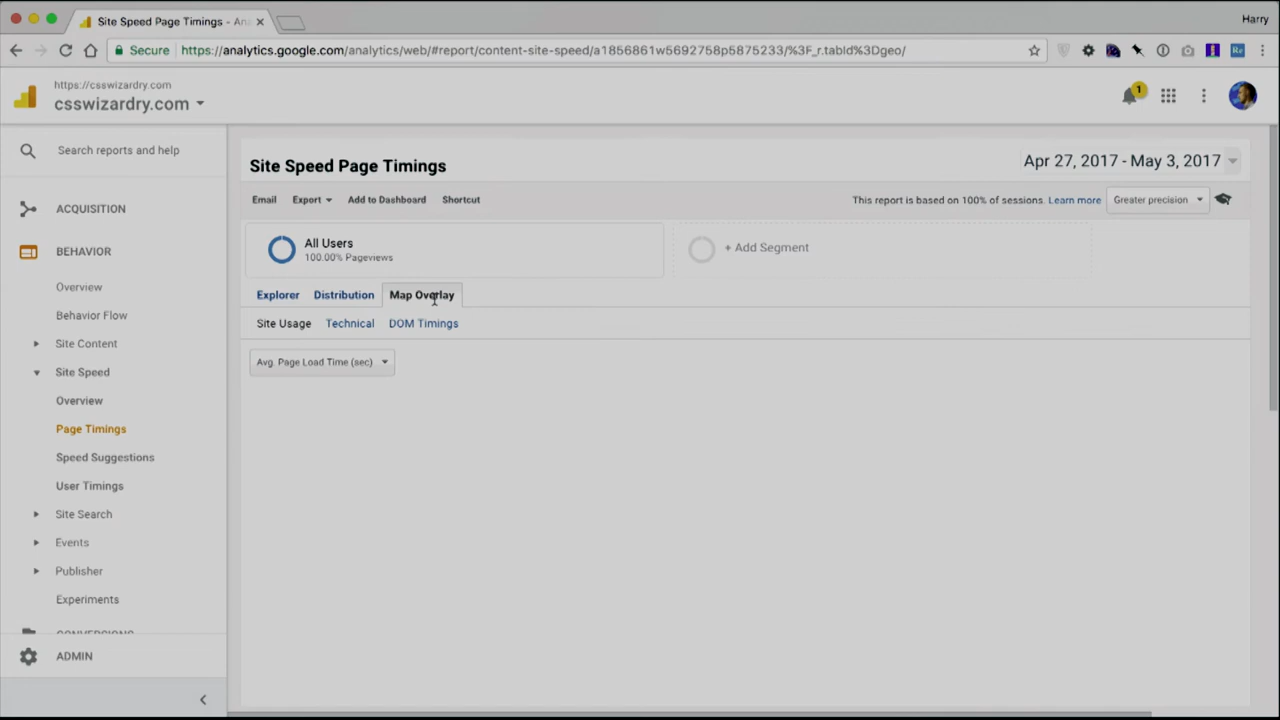 Site Speed Page Timings - An
Harry
Secure https://analytics.google.com/analytics/web/#report/content-site-speed/a1856861w5692758p5875233/%3F_r.tabId%3Dgeo/
Re
https://csswizardry.com
csswizardry.com
1
Search reports and help
ACQUISITION
BEHAVIOR
Overview
Behavior Flow
Site Content
Site Speed
Overview
Page Timings
Speed Suggestions
User Timings
Site Search
Events
Publisher
Experiments
CONVERSIONS
ADMIN
Site Speed Page Timings
Apr 27, 2017 - May 3, 2017
Email Export Add to Dashboard Shortcut
This report is based on 100% of sessions. Learn more Greater precision
All Users
100.00% Pageviews
+ Add Segment
Explorer Distribution Map Overlay
Site Usage Technical DOM Timings
Avg. Page Load Time (sec)